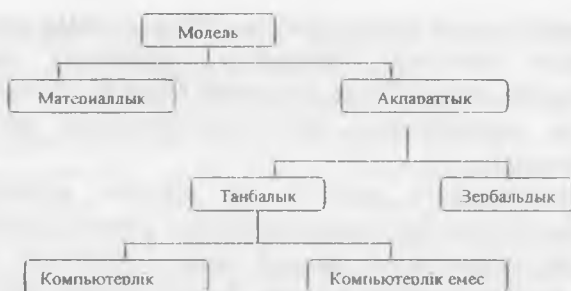 Модель
Материалдык
Акпараттык
Танбалык
Вербальдык
Компьютерлік
Компьютерлік емес